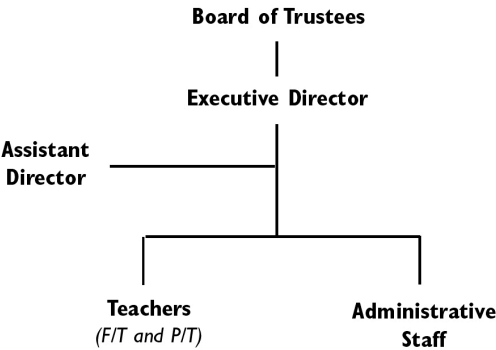 Board of Trustees
Executive Director
Assistant
Director
Teachers
(F/T and P/T)
Administrative
Staff